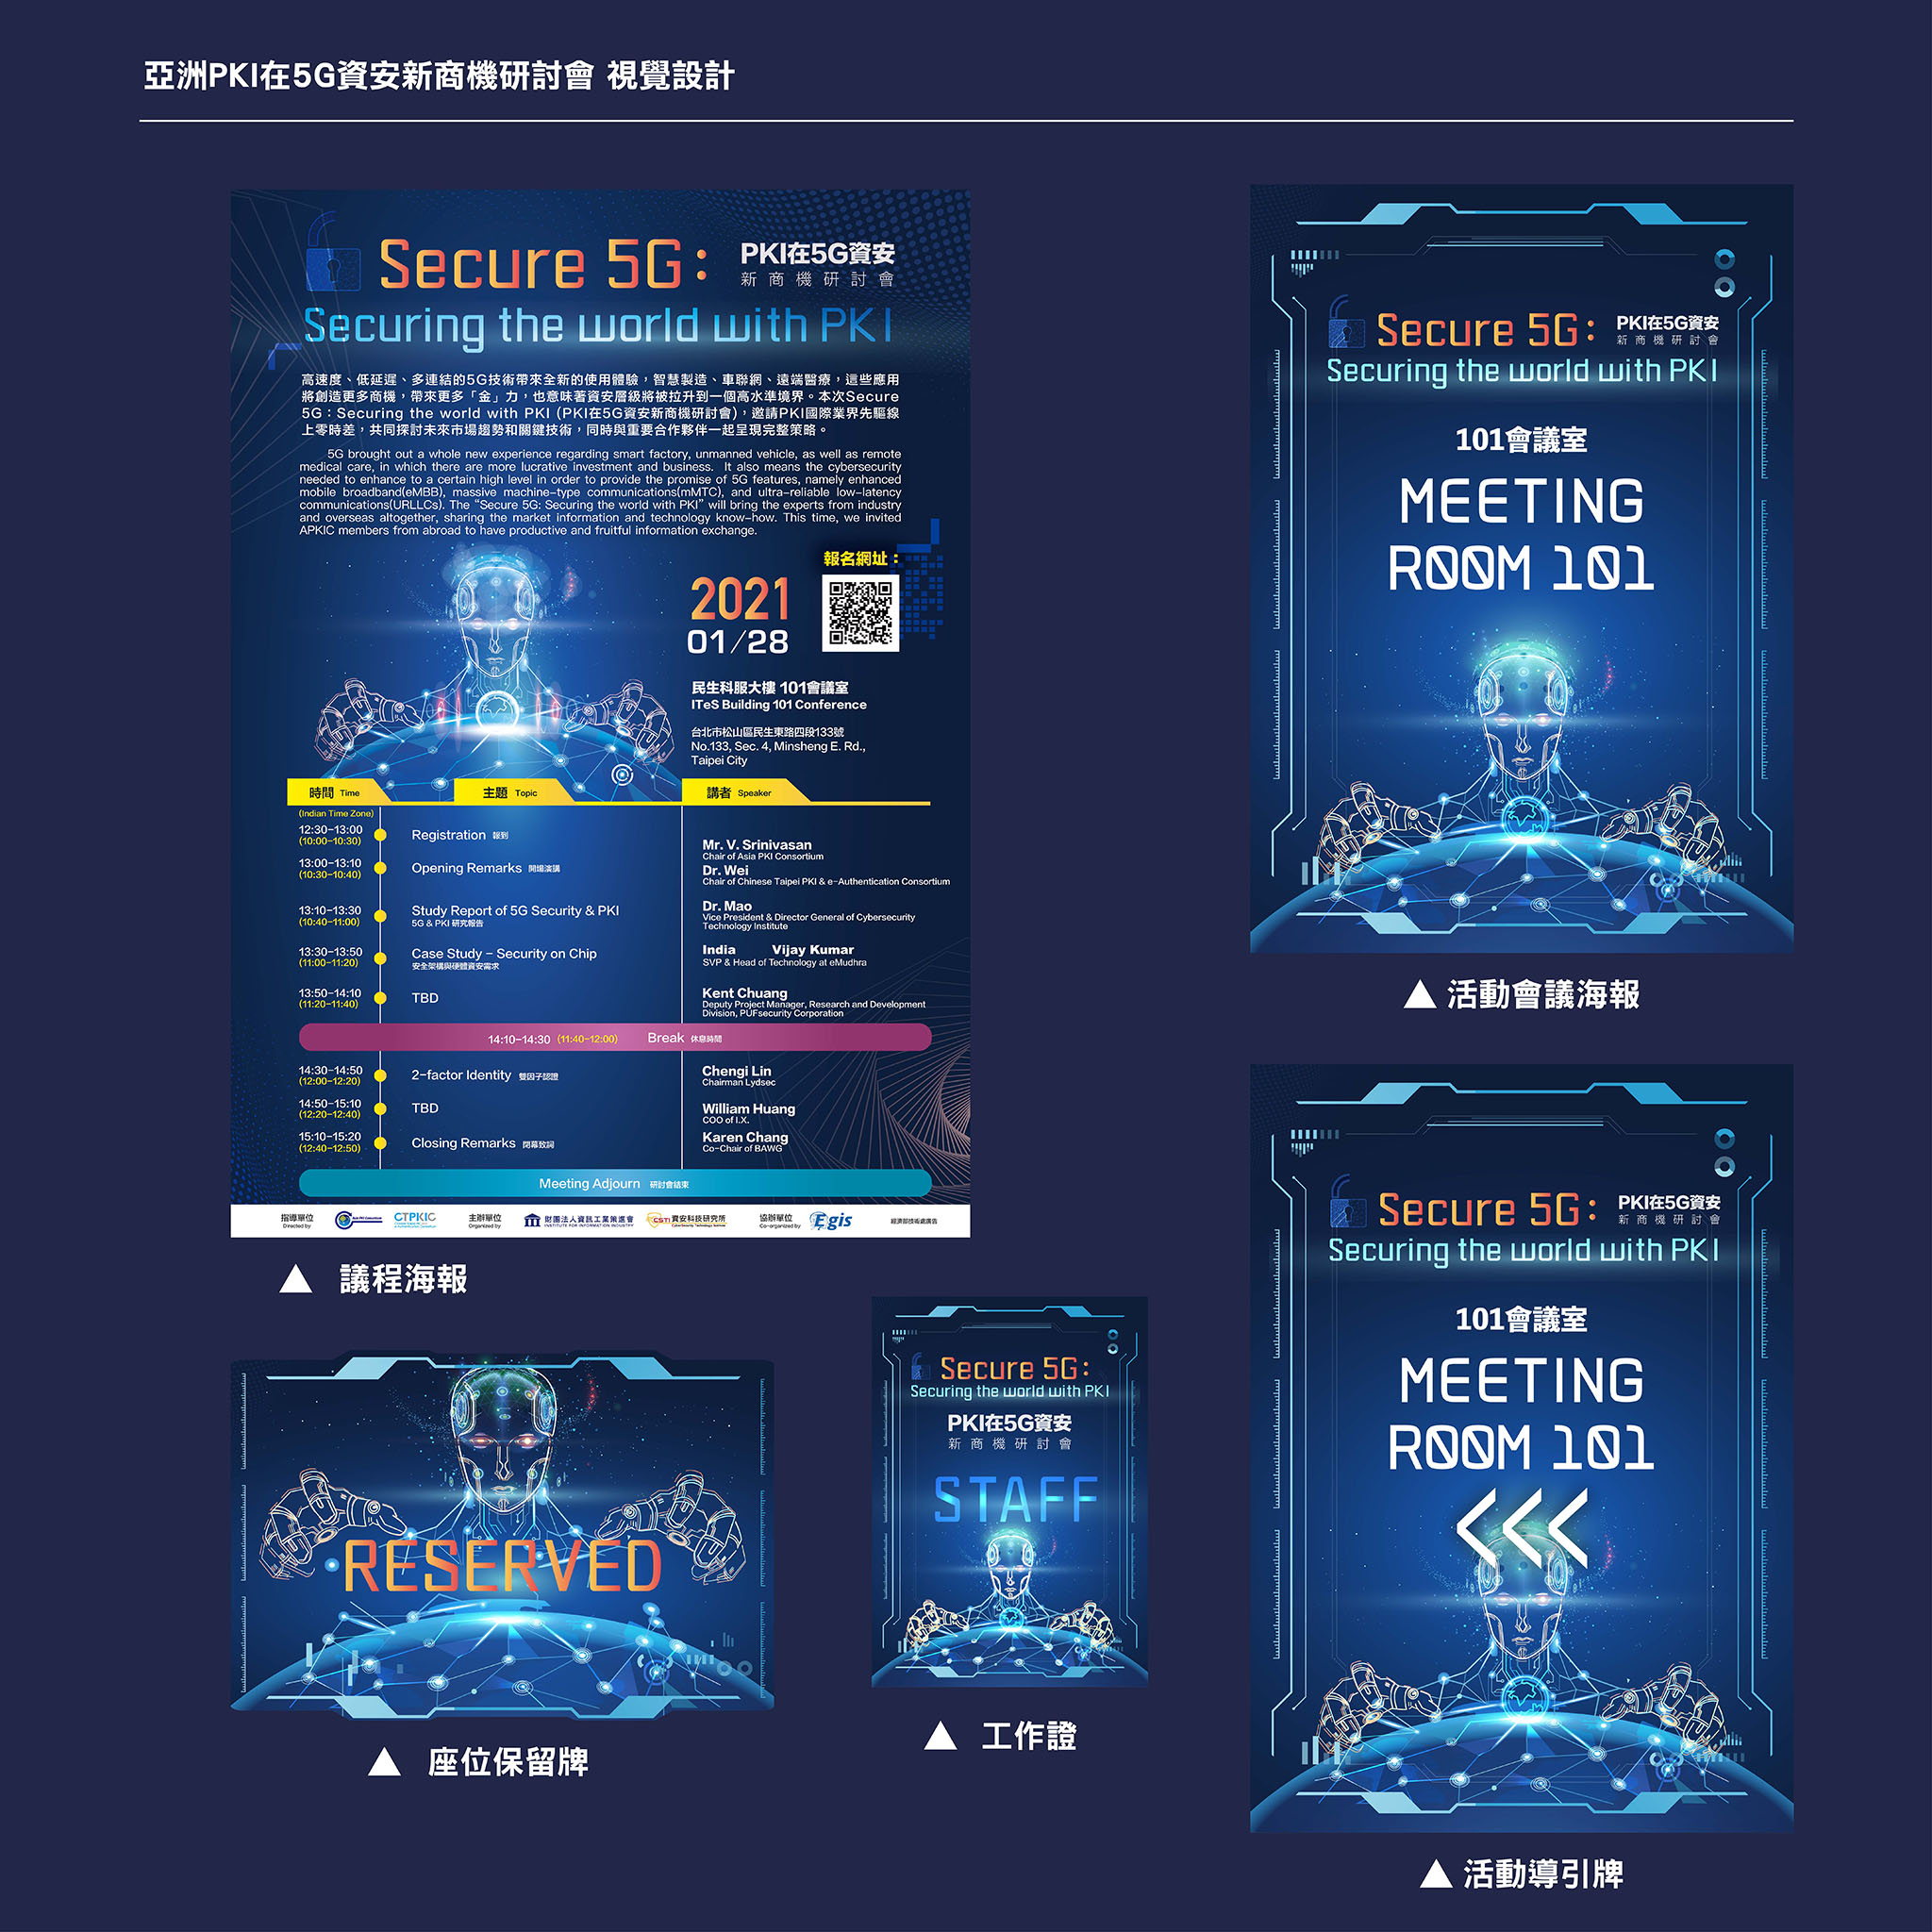 亞洲PKI在5G資安新商機研討會 視覺設計
Secure 5G:
PKI在5G資安
新商機研討會
Securing the world with PKI
高速度、低延遲、多連結的5G技術帶來全新的使用體驗，智慧製造、車聯網、遠端醫療，這些應用
將創造更多商機，帶來更多「金」力，也意味著資安層級將被拉升到一個高水準境界。本次Secure
5G：Securing the world with PKI (PKI在5G資安新商機研討會)，邀請PKI國際業界先驅線
上零時差，共同探討未來市場趨勢和關鍵技術，同時與重要合作夥伴一起呈現完整策略。
5G brought out a whole new experience regarding smart factory, unmanned vehicle, as well as remote
medical care, in which there are more lucrative investment and business. It also means the cybersecurity
needed to enhance to a certain high level in order to provide the promise of 5G features, namely enhanced
mobile broadband(eMBB), massive machine-type communications(mMTC), and ultra-reliable low-latency
communications(URLLCs). The “Secure 5G: Securing the world with PKI” will bring the experts from industry
and overseas altogether, sharing the market information and technology know-how. This time, we invited
APKIC members from abroad to have productive and fruitful information exchange.
報名網址：
2021
01/28
民生科服大樓 101會議室
ITeS Building 101 Conference
台北市松山區民生東路四段133號
No.133, Sec. 4, Minsheng E. Rd.,
Taipei City
時間 Time 主題 Topic 講者 Speaker
(Indian Time Zone)
12:30-13:00
(10:00-10:30)
Registration 報到
13:00-13:10
(10:30-10:40)
Opening Remarks 開場演講
Mr. V. Srinivasan
Chair of Asia PKI Consortium
Dr. Wei
Chair of Chinese Taipei PKI & e-Authentication Consortium
13:10-13:30
(10:40-11:00)
Study Report of 5G Security & PKI
5G & PKI 研究報告
Dr. Mao
Vice President & Director General of Cybersecurity
Technology Institute
13:30-13:50
(11:00-11:20)
Case Study - Security on Chip
安全架構與硬體資安需求
India Vijay Kumar
SVP & Head of Technology at eMudhra
13:50-14:10
(11:20-11:40)
TBD
Kent Chuang
Deputy Project Manager, Research and Development
Division, PUFsecurity Corporation
14:10-14:30 (11:40-12:00) Break 休息時間
14:30-14:50
(12:00-12:20)
2-factor Identity 雙因子認證
Chengi Lin
Chairman Lydsec
14:50-15:10
(12:20-12:40)
TBD
William Huang
COO of I.X.
15:10-15:20
(12:40-12:50)
Closing Remarks 閉幕致詞
Karen Chang
Co-Chair of BAWG
Meeting Adjourn 研討會結束
指導單位
Directed by
CTPKIC
主辦單位
Organized by
財團法人資訊工業策進會
INSTITUTE FOR INFORMATION INDUSTRY
CSTI 資安科技研究所
協辦單位
Co-organized by
Egis
經濟部技術處廣告
▲ 議程海報
Secure 5G:
PKI在5G資安
新商機研討會
Securing the world with PKI
101會議室
MEETING
ROOM 101
▲ 活動會議海報
RESERVED
▲ 座位保留牌
Secure 5G:
Securing the world with PKI
PKI在5G資安
新商機研討會
STAFF
▲ 工作證
Secure 5G:
PKI在5G資安
新商機研討會
Securing the world with PKI
101會議室
MEETING
ROOM 101
<<<
▲ 活動導引牌